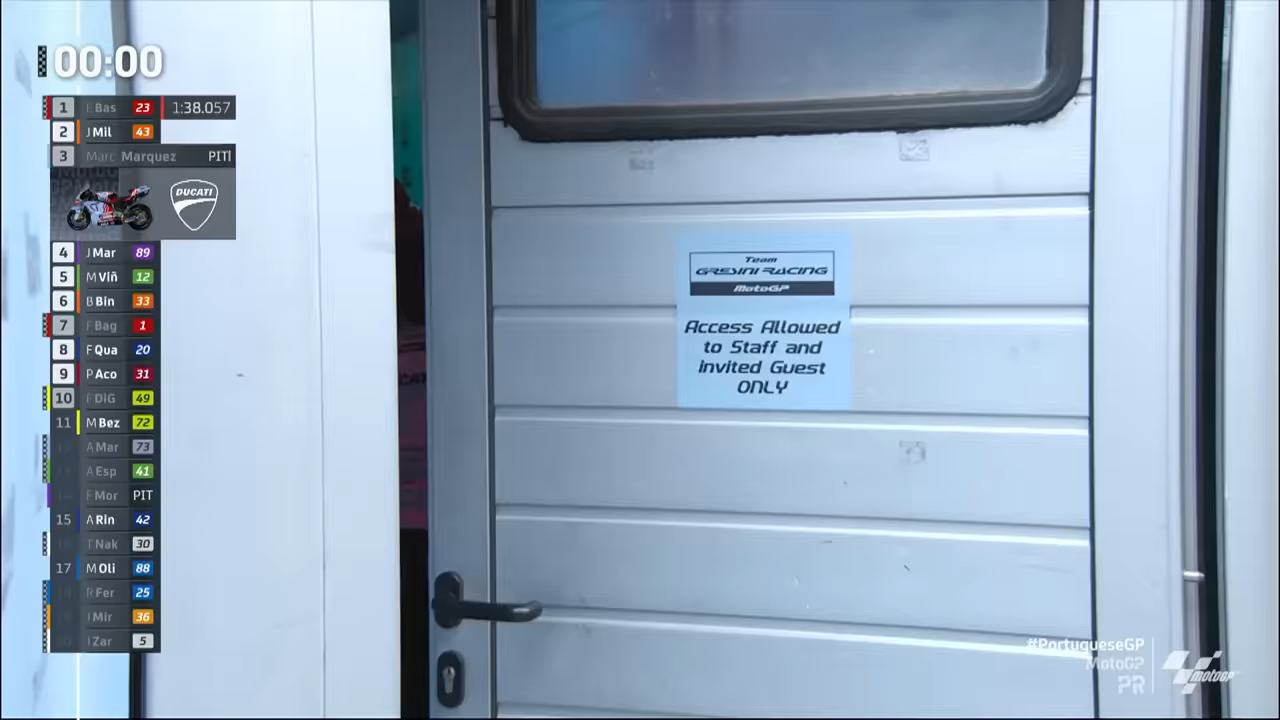 00:00
1 E Bas 23 1:38.057
2 J Mil 43
3 Marc Marquez PIT
DUCATI
4 J Mar 89
5 M Viñ 12
6 B Bin 33
7 F Bag 1
8 F Qua 20
9 P Aco 31
10 F DiG 49
11 M Bez 72
A Mar 73
A Esp 41
F Mor PIT
15 A Rin 42
T Nak 30
17 M Oli 88
R Fer 25
J Mir 36
J Zar 5
Team
GRESINI RACING
MotoGP
Access Allowed
to Staff and
Invited Guest
ONLY
#PortugueseGP
MotoGP
PR
MotoGP